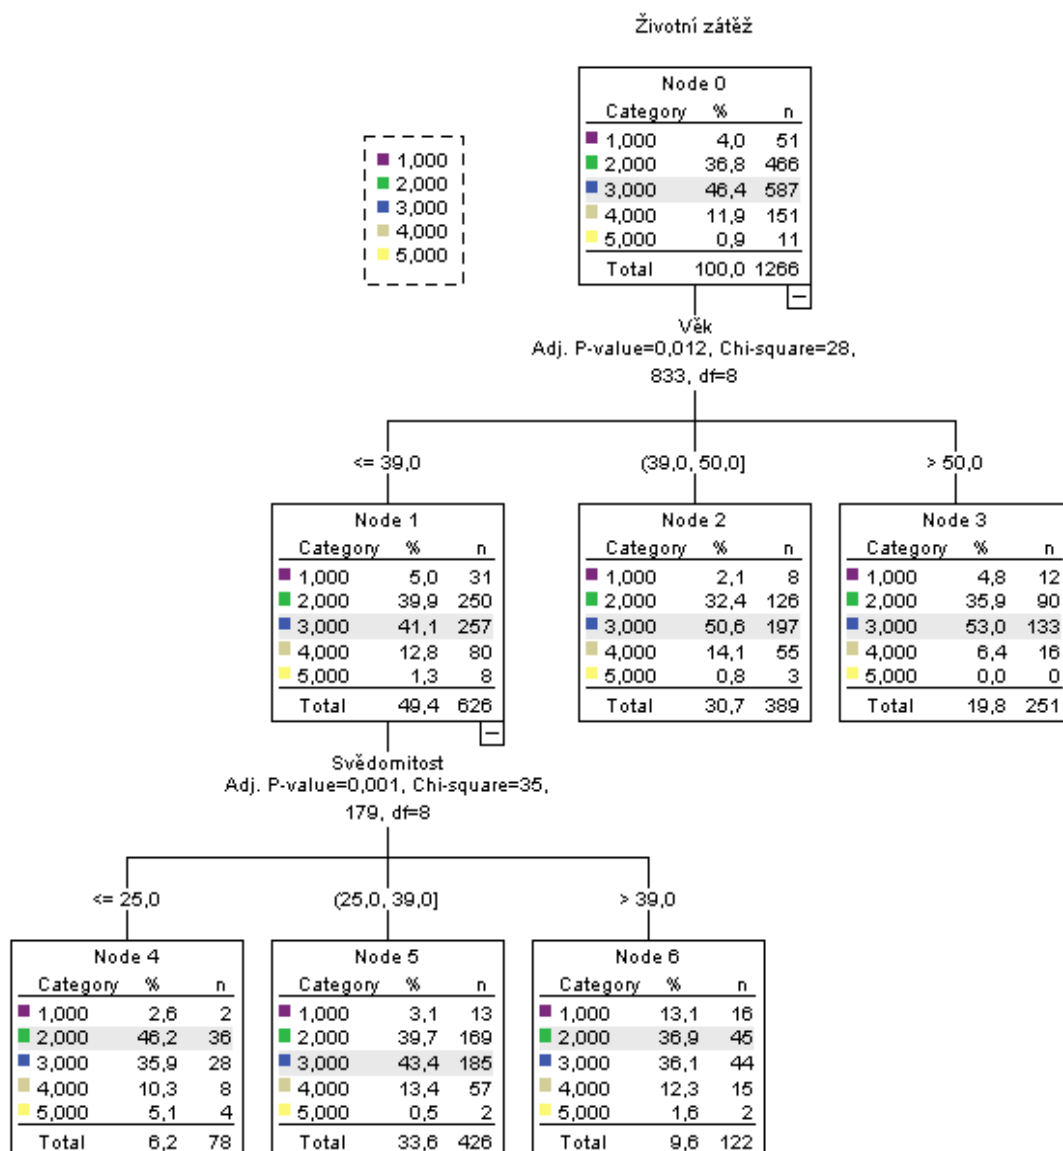 Životní zátěž
Node 0
Category % n
1,000 4,0 51
2,000 36,8 466
3,000 46,4 587
4,000 11,9 151
5,000 0,9 11
Total 100,0 1266
1,000
2,000
3,000
4,000
5,000
Věk
Adj. P-value=0,012, Chi-square=28,
833, df=8
<= 39,0
(39,0, 50,0]
> 50,0
Node 1
Category % n
1,000 5,0 31
2,000 39,9 250
3,000 41,1 257
4,000 12,8 80
5,000 1,3 8
Total 49,4 626
Node 2
Category % n
1,000 2,1 8
2,000 32,4 126
3,000 50,6 197
4,000 14,1 55
5,000 0,8 3
Total 30,7 389
Node 3
Category % n
1,000 4,8 12
2,000 35,9 90
3,000 53,0 133
4,000 6,4 16
5,000 0,0 0
Total 19,8 251
Svědomitost
Adj. P-value=0,001, Chi-square=35,
179, df=8
<= 25,0
(25,0, 39,0]
> 39,0
Node 4
Category % n
1,000 2,6 2
2,000 46,2 36
3,000 35,9 28
4,000 10,3 8
5,000 5,1 4
Total 6,2 78
Node 5
Category % n
1,000 3,1 13
2,000 39,7 169
3,000 43,4 185
4,000 13,4 57
5,000 0,5 2
Total 33,6 426
Node 6
Category % n
1,000 13,1 16
2,000 36,9 45
3,000 36,1 44
4,000 12,3 15
5,000 1,6 2
Total 9,6 122